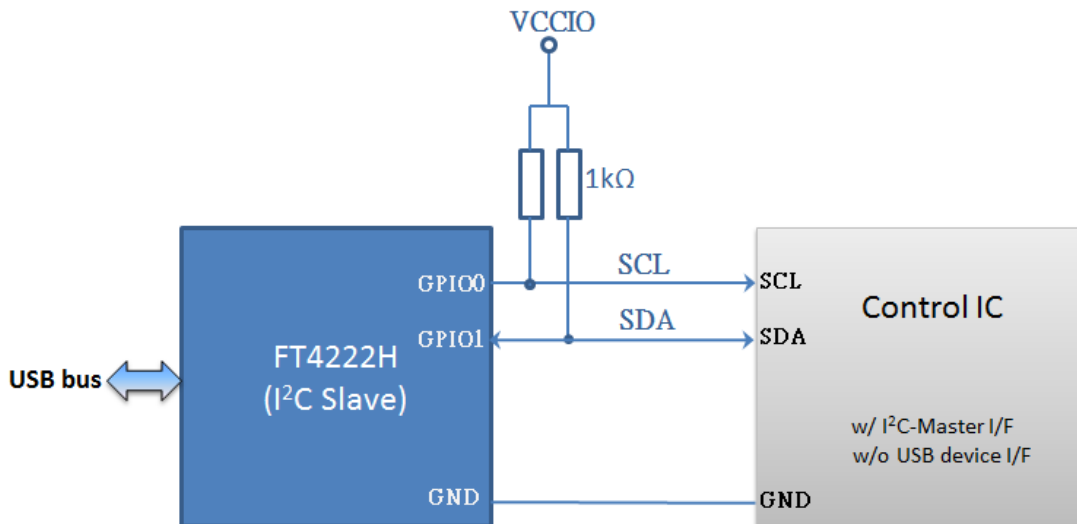 VCCIO
1kΩ
GPIO0
SCL
SCL
Control IC
GPIO1
SDA
SDA
FT4222H
(I²C Slave)
USB bus
w/ I²C-Master I/F
w/o USB device I/F
GND
GND